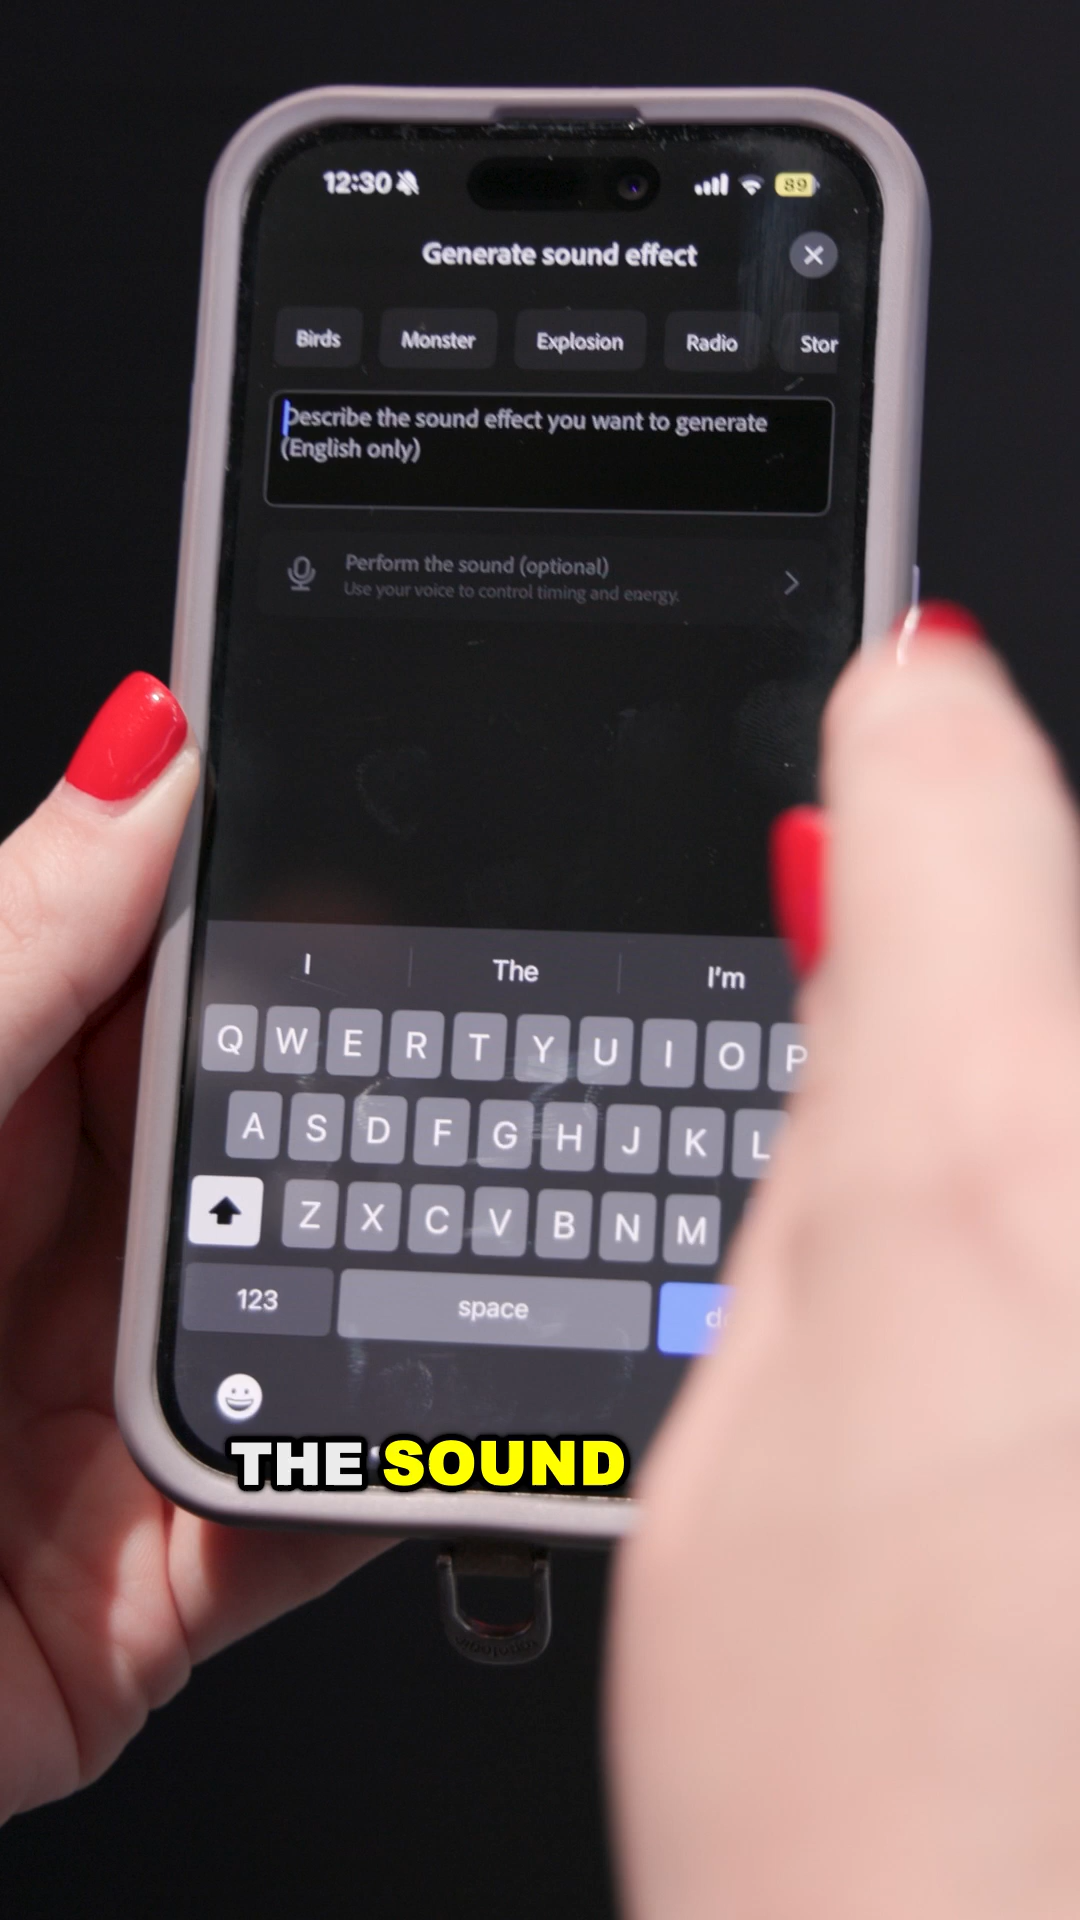 12:30
89
Generate sound effect
Birds
Monster
Explosion
Radio
Stor
Describe the sound effect you want to generate
(English only)
Perform the sound (optional)
Use your voice to control timing and energy.
I
The
I'm
Q W E R T Y U I O P
A S D F G H J K L
Z X C V B N M
123
space
THE SOUND